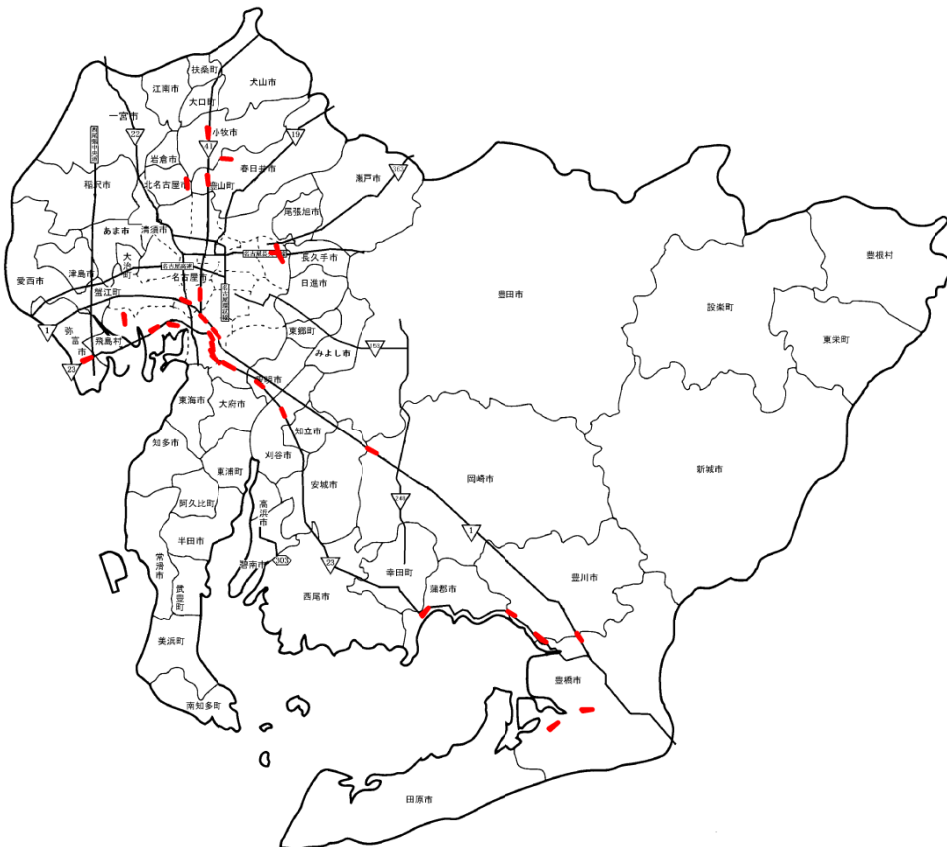 扶桑町
犬山市
江南市
大口町
一宮市
22
小牧市
19
41
岩倉市
春日井市
瀬戸市
363
稲沢市
北名古屋市
豊山町
尾張旭市
あま市
清須市
大治町
長久手市
豊根村
愛西市
津島市
名古屋市
日進市
豊田市
設楽町
蟹江町
1
弥富市
飛島村
東郷町
みよし市
東栄町
23
東海市
大府市
豊明市
知多市
知立市
刈谷市
東浦町
安城市
岡崎市
新城市
阿久比町
高浜市
248
半田市
1
常滑市
碧南市
303
23
幸田町
豊川市
武豊町
西尾市
蒲郡市
美浜町
豊橋市
南知多町
田原市